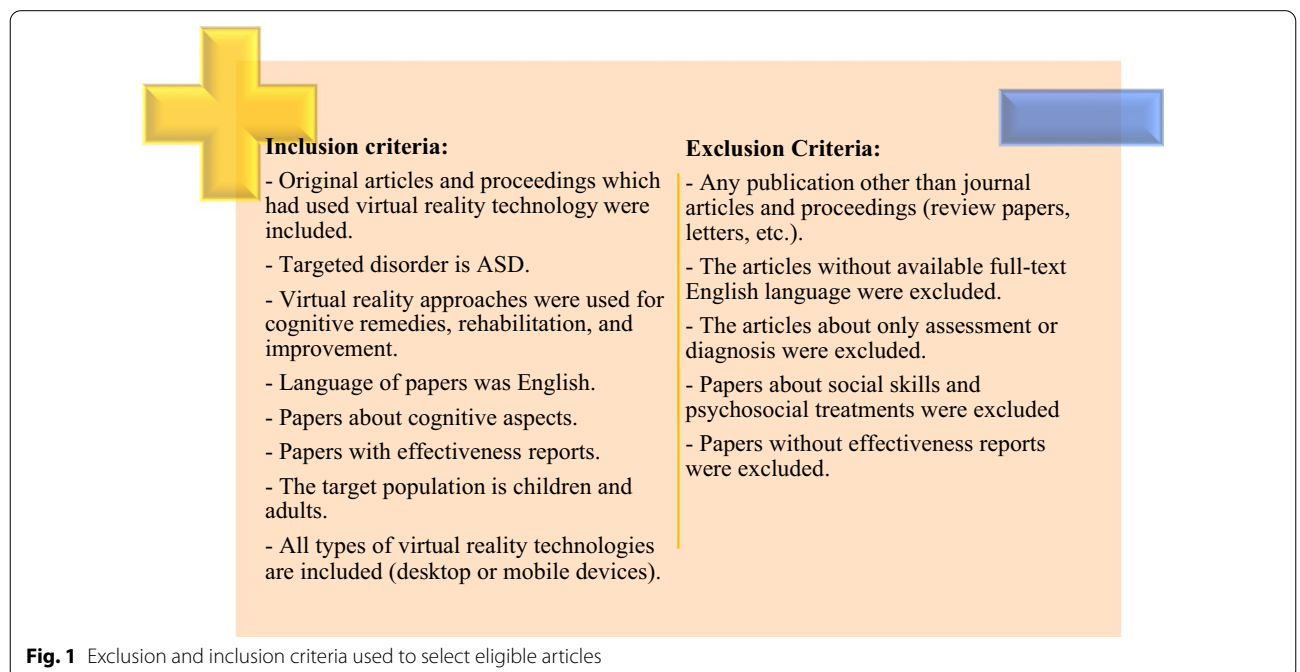 Inclusion criteria:
- Original articles and proceedings which
had used virtual reality technology were
included.
- Targeted disorder is ASD.
- Virtual reality approaches were used for
cognitive remedies, rehabilitation, and
improvement.
- Language of papers was English.
- Papers about cognitive aspects.
- Papers with effectiveness reports.
- The target population is children and
adults.
- All types of virtual reality technologies
are included (desktop or mobile devices).
Exclusion Criteria:
- Any publication other than journal
articles and proceedings (review papers,
letters, etc.).
- The articles without available full-text
English language were excluded.
- The articles about only assessment or
diagnosis were excluded.
- Papers about social skills and
psychosocial treatments were excluded
- Papers without effectiveness reports
were excluded.
Fig. 1 Exclusion and inclusion criteria used to select eligible articles